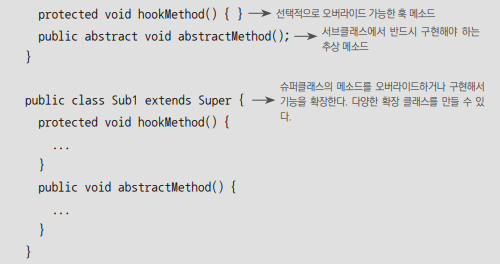 protected void hookMethod() { } → 선택적으로 오버라이드 가능한 훅 메소드
public abstract void abstractMethod(); → 서브클래스에서 반드시 구현해야 하는
추상 메소드
}
public class Sub1 extends Super { → 슈퍼클래스의 메소드를 오버라이드하거나 구현해서
기능을 확장한다. 다양한 확장 클래스를 만들 수 있
다.
protected void hookMethod() {
...
}
public void abstractMethod() {
...
}
}